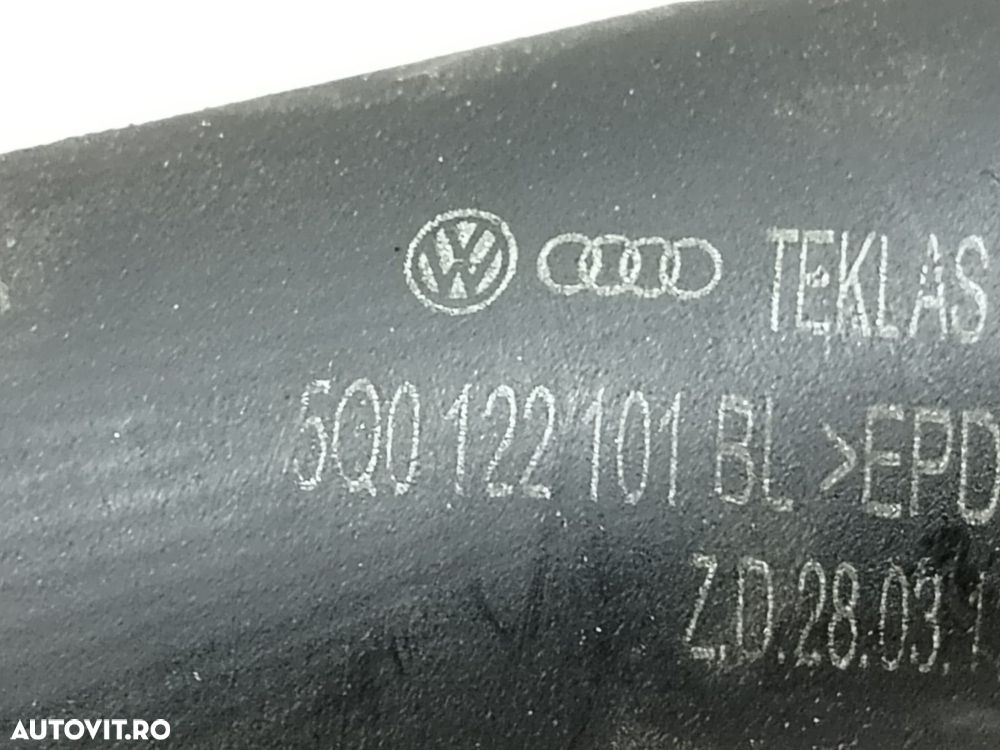 TEKLAS
5Q0 122 101 BL >EPD
Z.D.28.03.1
AUTOVIT.RO